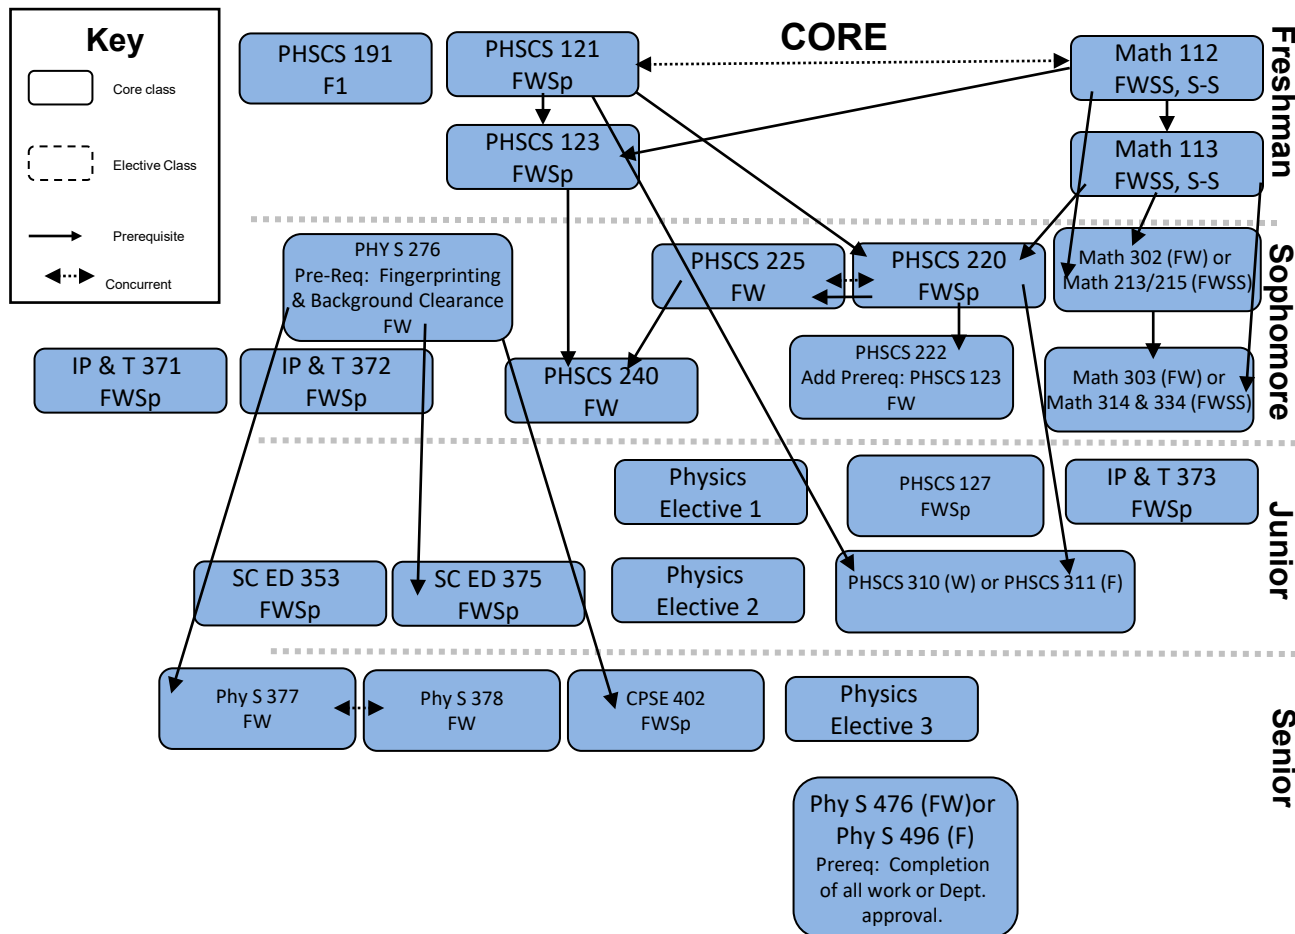 Key
Core class
Elective Class
Prerequisite
Concurrent
CORE
Freshman
PHSCS 191
F1
PHSCS 121
FWSp
Math 112
FWSS, S-S
PHSCS 123
FWSp
Math 113
FWSS, S-S
Sophomore
PHY S 276
Pre-Req:  Fingerprinting
& Background Clearance
FW
PHSCS 225
FW
PHSCS 220
FWSp
Math 302 (FW) or
Math 213/215 (FWSS)
IP & T 371
FWSp
IP & T 372
FWSp
PHSCS 240
FW
PHSCS 222
Add Prereq: PHSCS 123
FW
Math 303 (FW) or
Math 314 & 334 (FWSS)
Junior
Physics
Elective 1
PHSCS 127
FWSp
IP & T 373
FWSp
SC ED 353
FWSp
SC ED 375
FWSp
Physics
Elective 2
PHSCS 310 (W) or PHSCS 311 (F)
Senior
Phy S 377
FW
Phy S 378
FW
CPSE 402
FWSp
Physics
Elective 3
Phy S 476 (FW)or
Phy S 496 (F)
Prereq:  Completion
of all work or Dept.
approval.